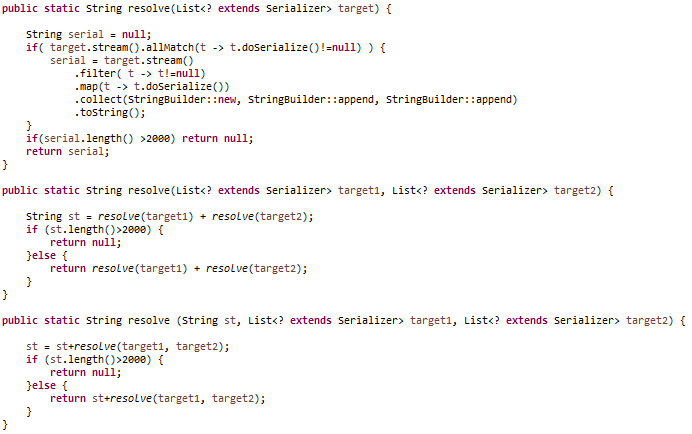 public static String resolve(List<? extends Serializer> target) {
String serial = null;
if( target.stream().allMatch(t -> t.doSerialize()!=null) ) {
serial = target.stream()
.filter( t -> t!=null)
.map(t -> t.doSerialize())
.collect(StringBuilder::new, StringBuilder::append, StringBuilder::append)
.toString();
}
if(serial.length() >2000) return null;
return serial;
}
public static String resolve(List<? extends Serializer> target1, List<? extends Serializer> target2) {
String st = resolve(target1) + resolve(target2);
if (st.length()>2000) {
return null;
}else {
return resolve(target1) + resolve(target2);
}
}
public static String resolve (String st, List<? extends Serializer> target1, List<? extends Serializer> target2) {
st = st+resolve(target1, target2);
if (st.length()>2000) {
return null;
}else {
return st+resolve(target1, target2);
}
}